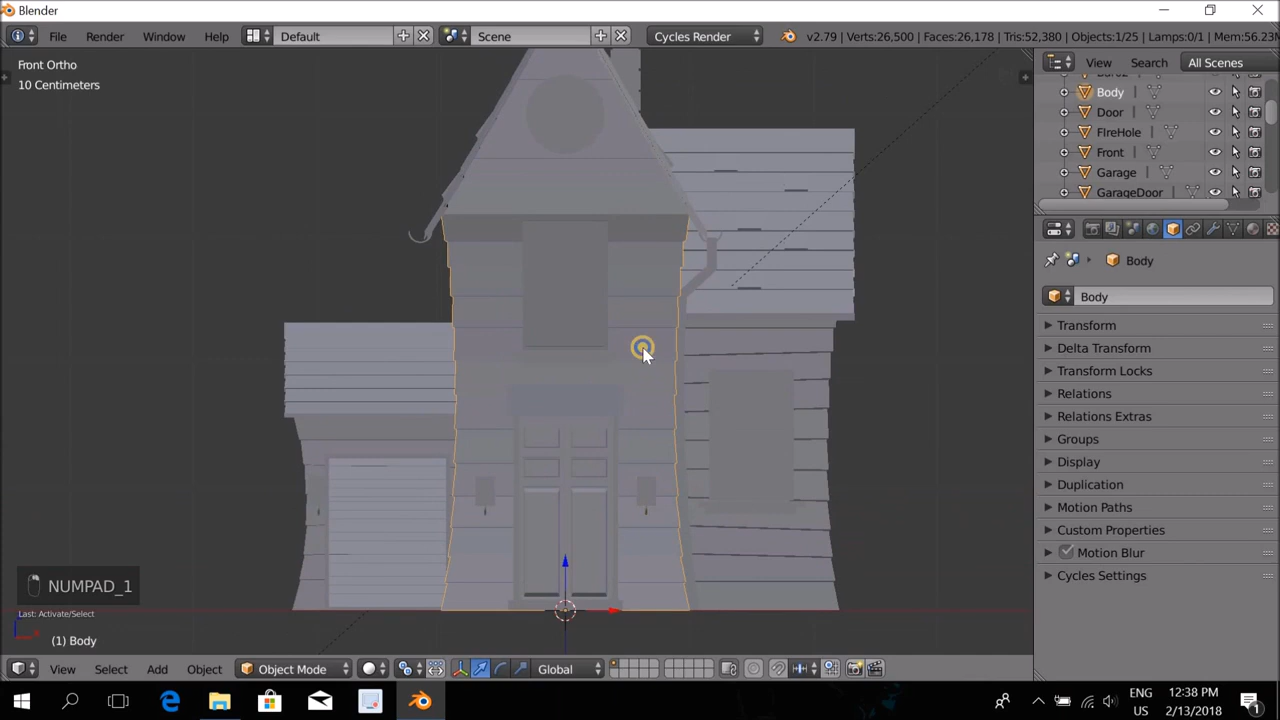 Blender
File Render Window Help Default Scene Cycles Render v2.79 | Verts:26,500 | Faces:26,178 | Tris:52,380 | Objects:1/25 | Lamps:0/1 | Mem:56.23M
Front Ortho
10 Centimeters
View Search All Scenes
Body
Door
FIreHole
Front
Garage
GarageDoor
Body
Body
Transform
Delta Transform
Transform Locks
Relations
Relations Extras
Groups
Display
Duplication
Motion Paths
Custom Properties
Motion Blur
Cycles Settings
NUMPAD_1
Last: Activate/Select
(1) Body
View Select Add Object Object Mode Global
ENG 12:38 PM
US 2/13/2018
1